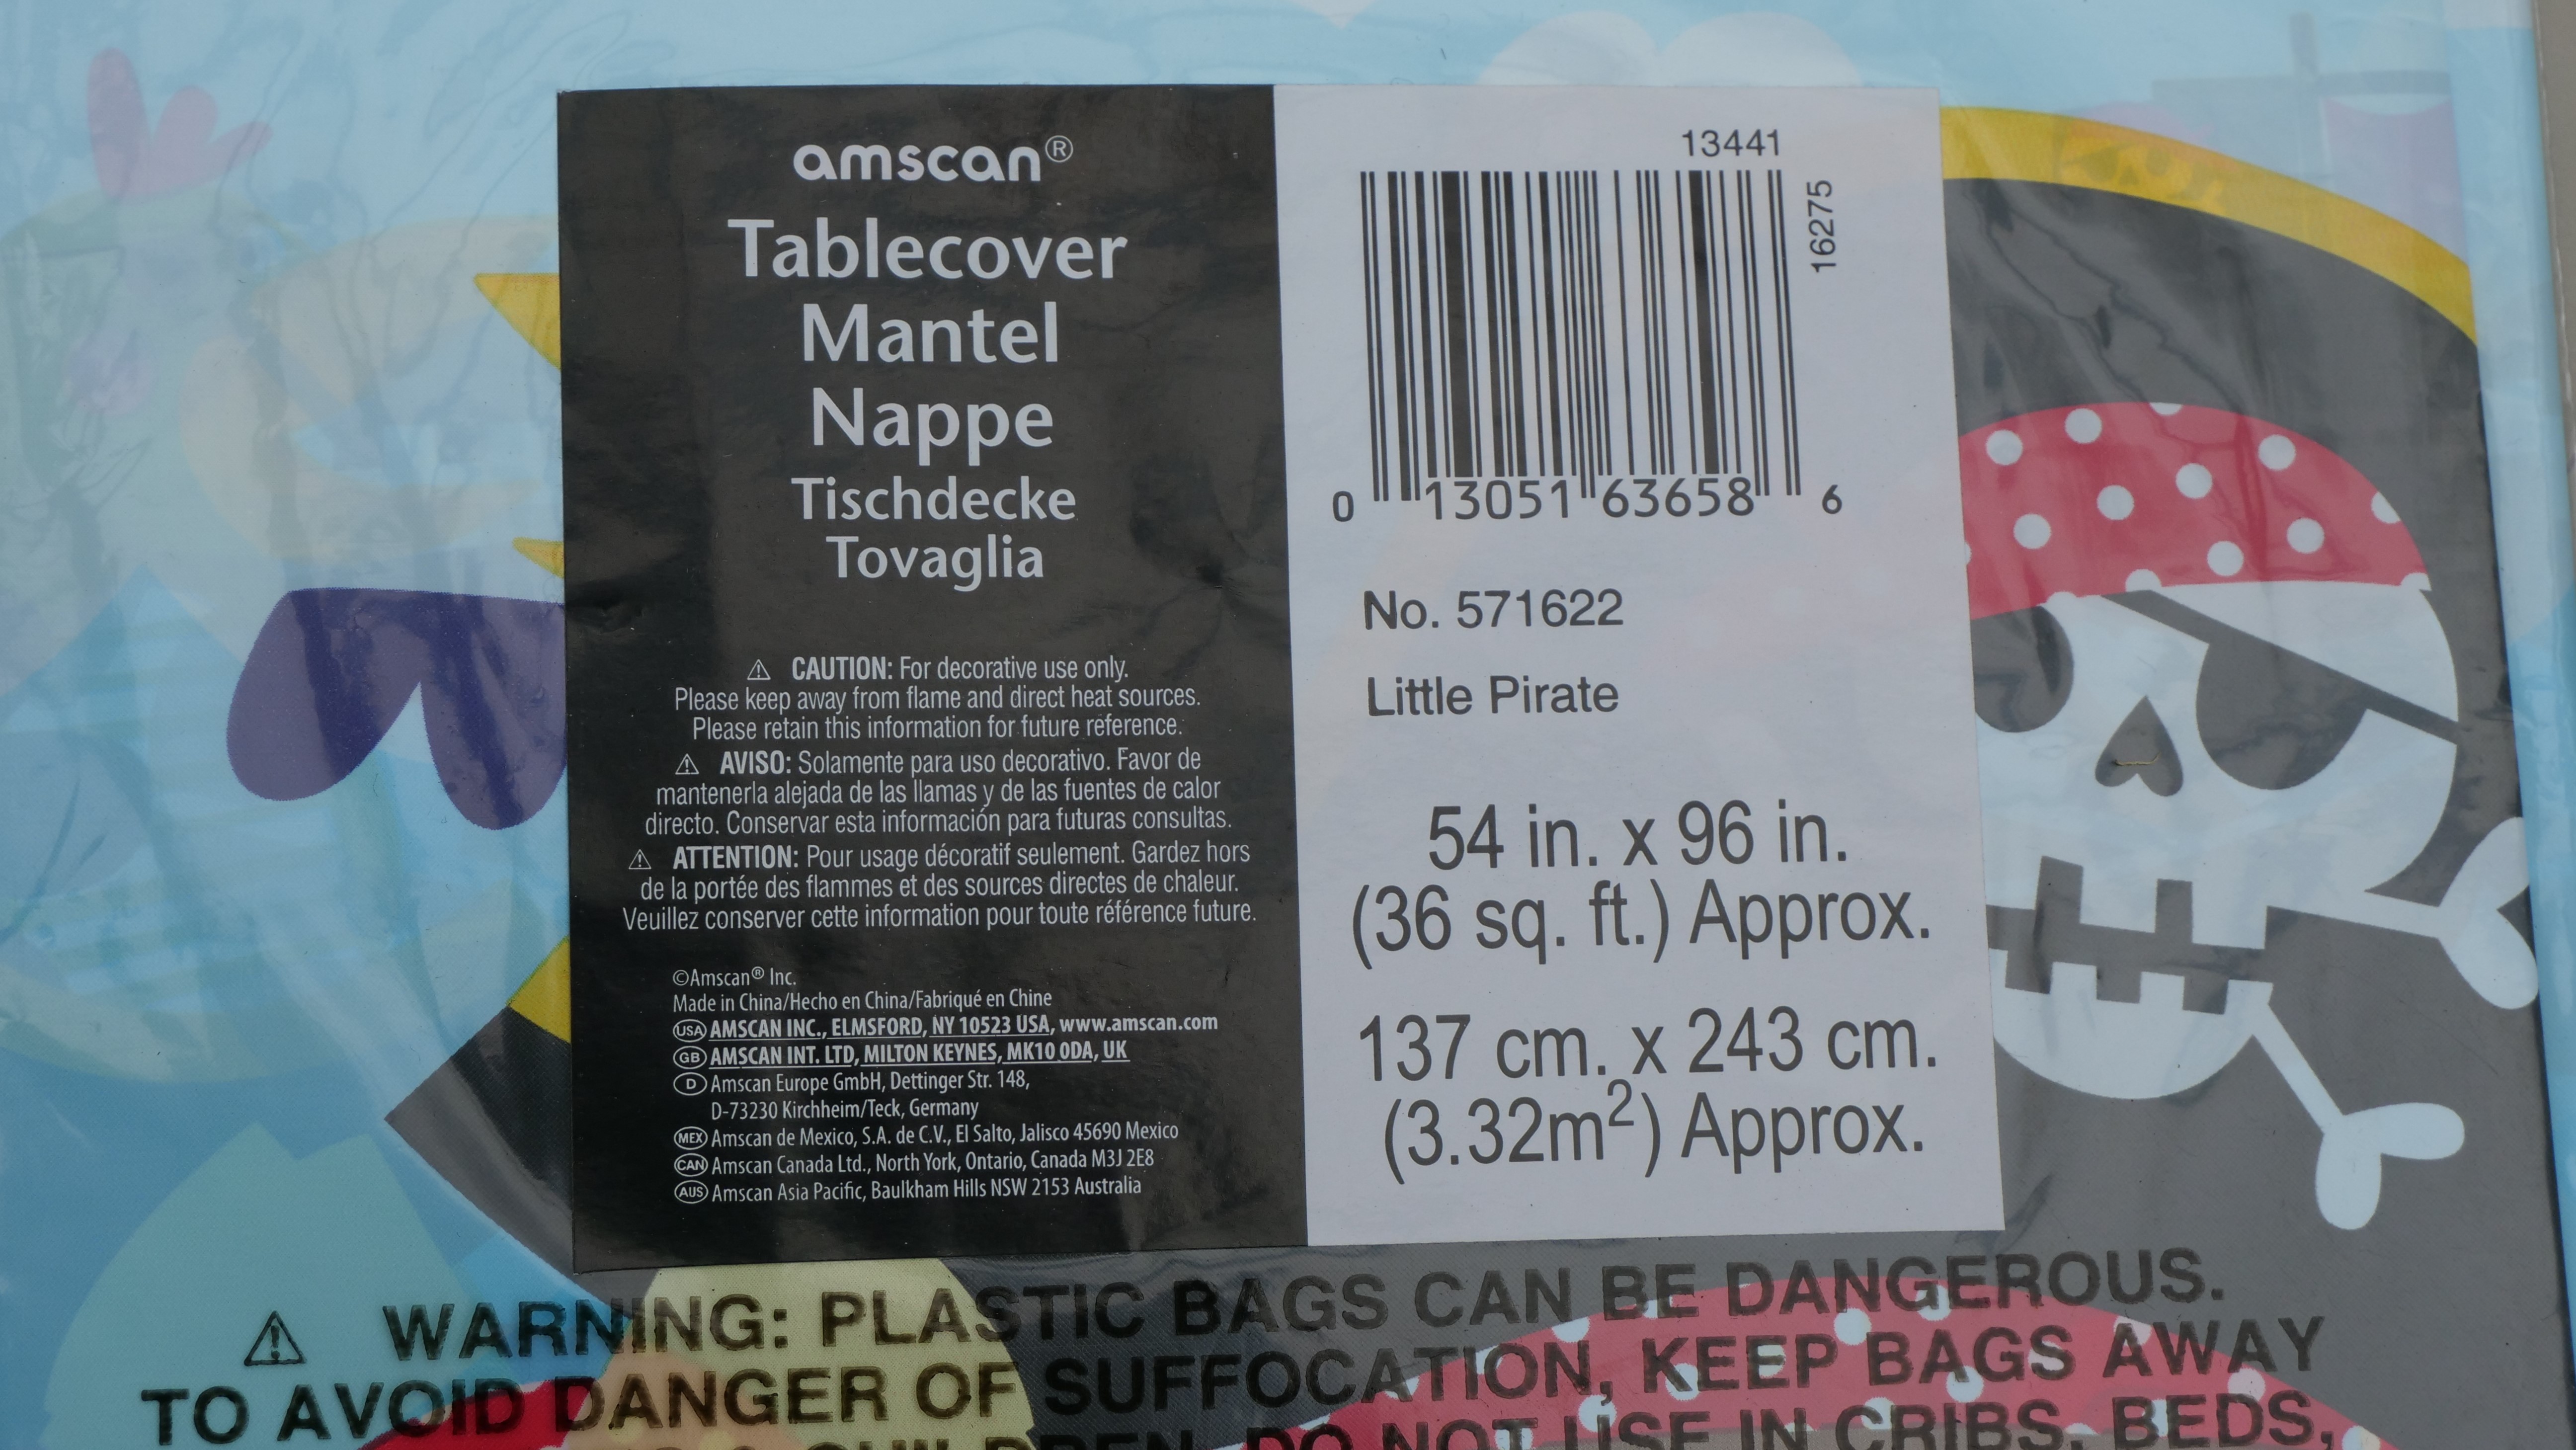 amscan®
Tablecover
Mantel
Nappe
Tischdecke
Tovaglia
⚠ CAUTION: For decorative use only.
Please keep away from flame and direct heat sources.
Please retain this information for future reference.
⚠ AVISO: Solamente para uso decorativo. Favor de
mantenerla alejada de las llamas y de las fuentes de calor
directo. Conservar esta información para futuras consultas.
⚠ ATTENTION: Pour usage décoratif seulement. Gardez hors
de la portée des flammes et des sources directes de chaleur.
Veuillez conserver cette information pour toute référence future.
©Amscan® Inc.
Made in China/Hecho en China/Fabriqué en Chine
USA AMSCAN INC., ELMSFORD, NY 10523 USA, www.amscan.com
GB AMSCAN INT. LTD, MILTON KEYNES, MK10 0DA, UK
D Amscan Europe GmbH, Dettinger Str. 148,
D-73230 Kirchheim/Teck, Germany
MEX Amscan de Mexico, S.A. de C.V., El Salto, Jalisco 45690 Mexico
CAN Amscan Canada Ltd., North York, Ontario, Canada M3J 2E8
AUS Amscan Asia Pacific, Baulkham Hills NSW 2153 Australia
13441
16275
0 13051 63658 6
No. 571622
Little Pirate
54 in. x 96 in.
(36 sq. ft.) Approx.
137 cm. x 243 cm.
(3.32m²) Approx.
⚠ WARNING: PLASTIC BAGS CAN BE DANGEROUS.
TO AVOID DANGER OF SUFFOCATION, KEEP BAGS AWAY
CHILDREN. DO NOT USE IN CRIBS, BEDS,